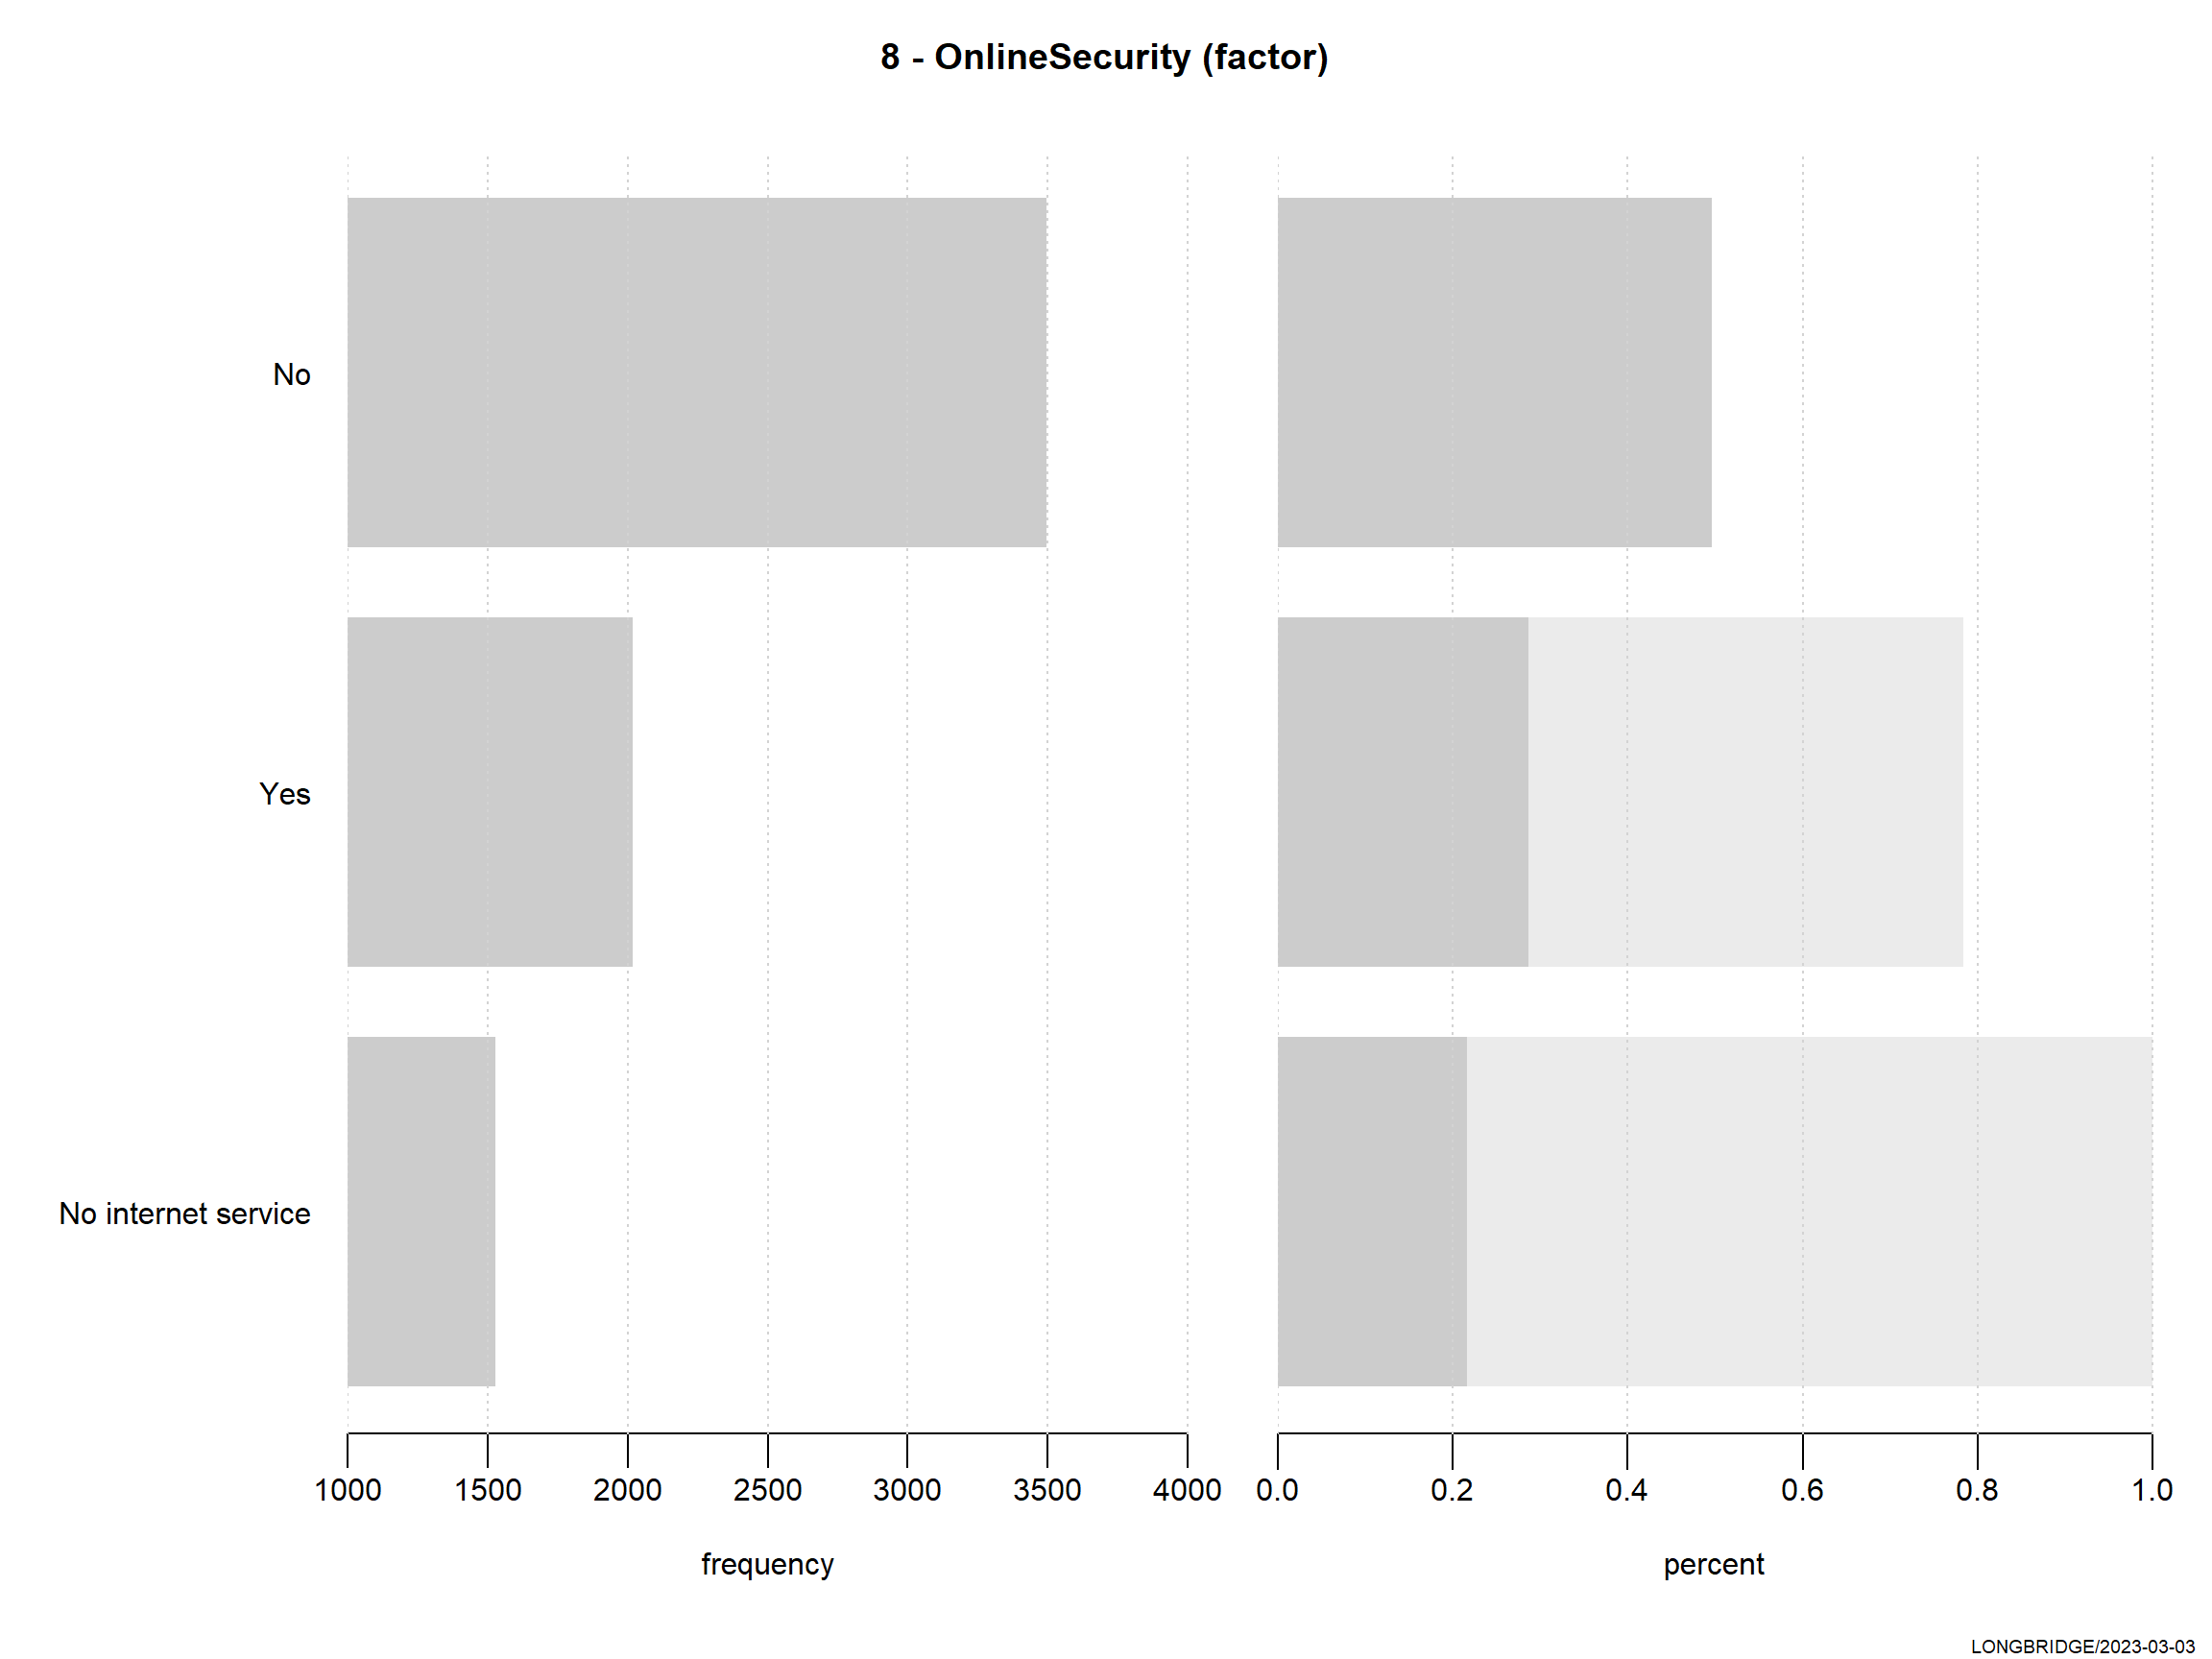 8 - OnlineSecurity (factor)
No
Yes
No internet service
1000 1500 2000 2500 3000 3500 4000 0.0 0.2 0.4 0.6 0.8 1.0
frequency percent
LONGBRIDGE/2023-03-03